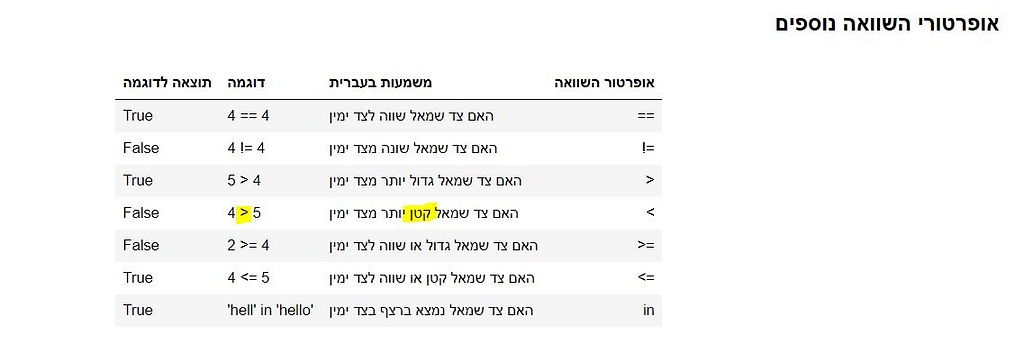 אופרטורי השוואה נוספים
אופרטור השוואה משמעות בעברית דוגמה תוצאה לדוגמה
== האם צד שמאל שווה לצד ימין 4 == 4 True
!= האם צד שמאל שונה מצד ימין 4 != 4 False
> האם צד שמאל גדול יותר מצד ימין 5 > 4 True
< האם צד שמאל קטן יותר מצד ימין 4 > 5 False
>= האם צד שמאל גדול או שווה לצד ימין 2 >= 4 False
<= האם צד שמאל קטן או שווה לצד ימין 4 <= 5 True
in האם צד שמאל נמצא ברצף בצד ימין 'hell' in 'hello' True